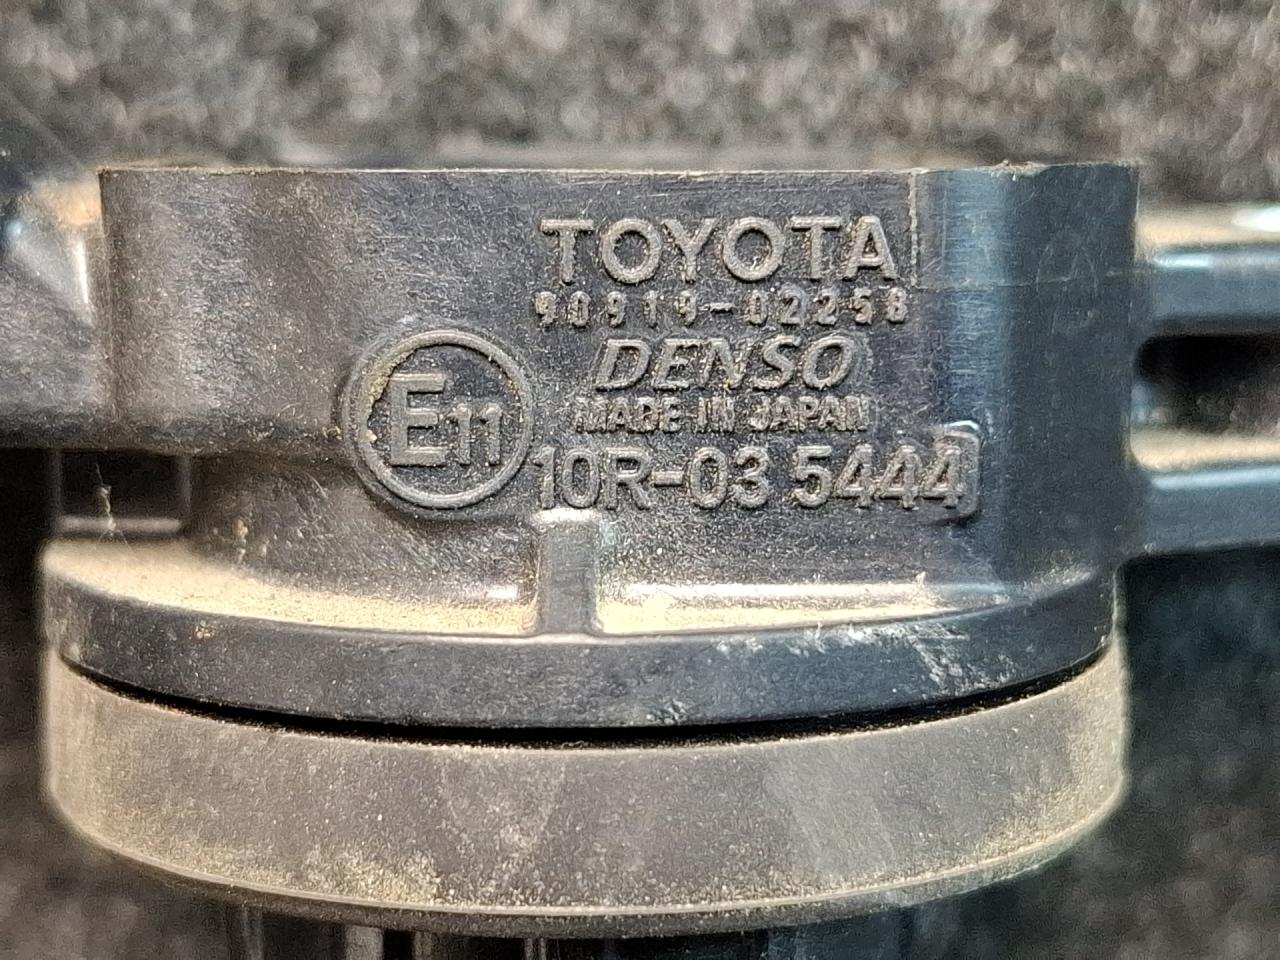 TOYOTA
90919-02258
DENSO
MADE IN JAPAN
E11
10R-03 5444